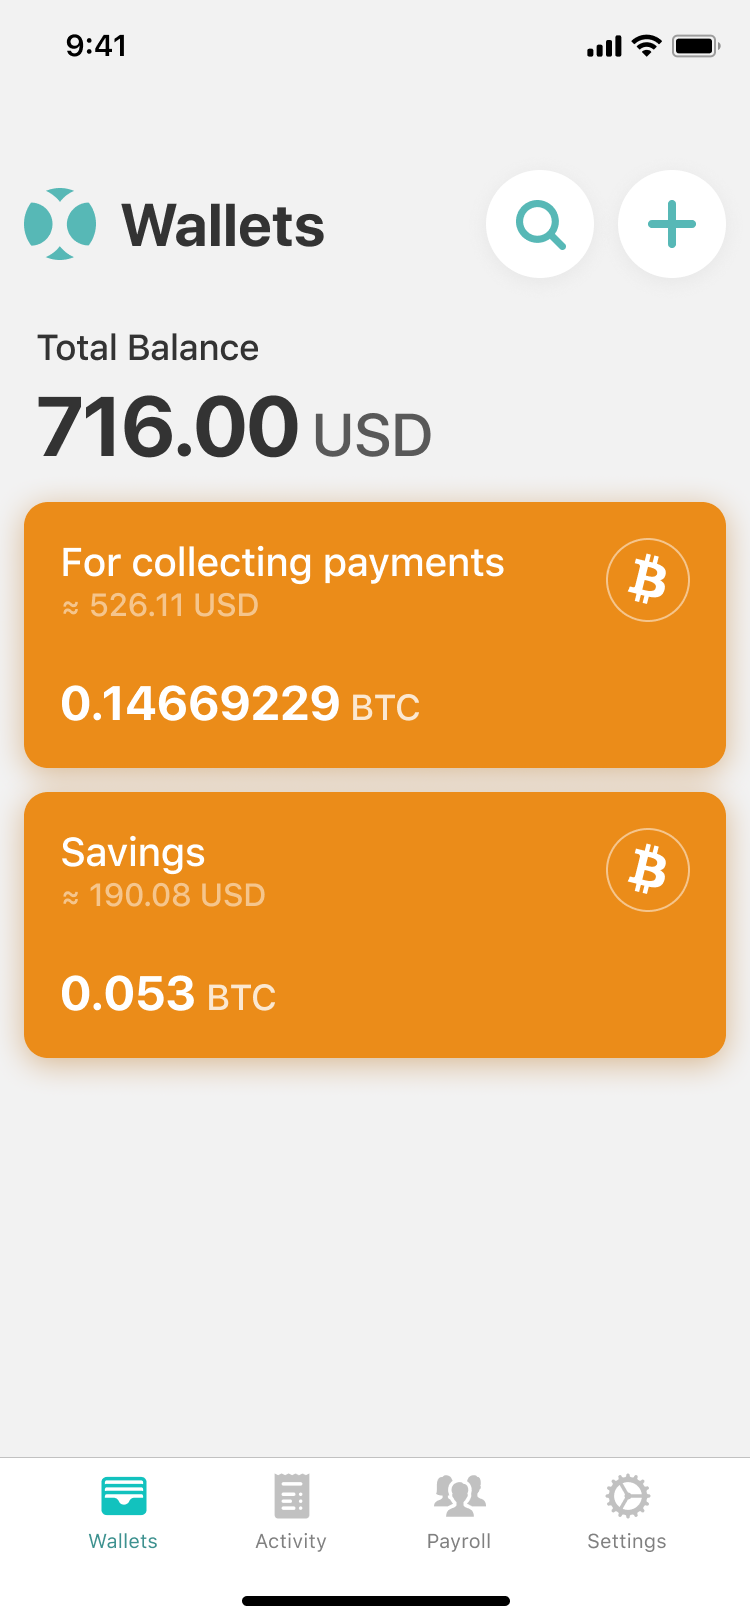 9:41
Wallets
Total Balance
716.00 USD
For collecting payments
≈ 526.11 USD
0.14669229 BTC
Savings
≈ 190.08 USD
0.053 BTC
Wallets Activity Payroll Settings